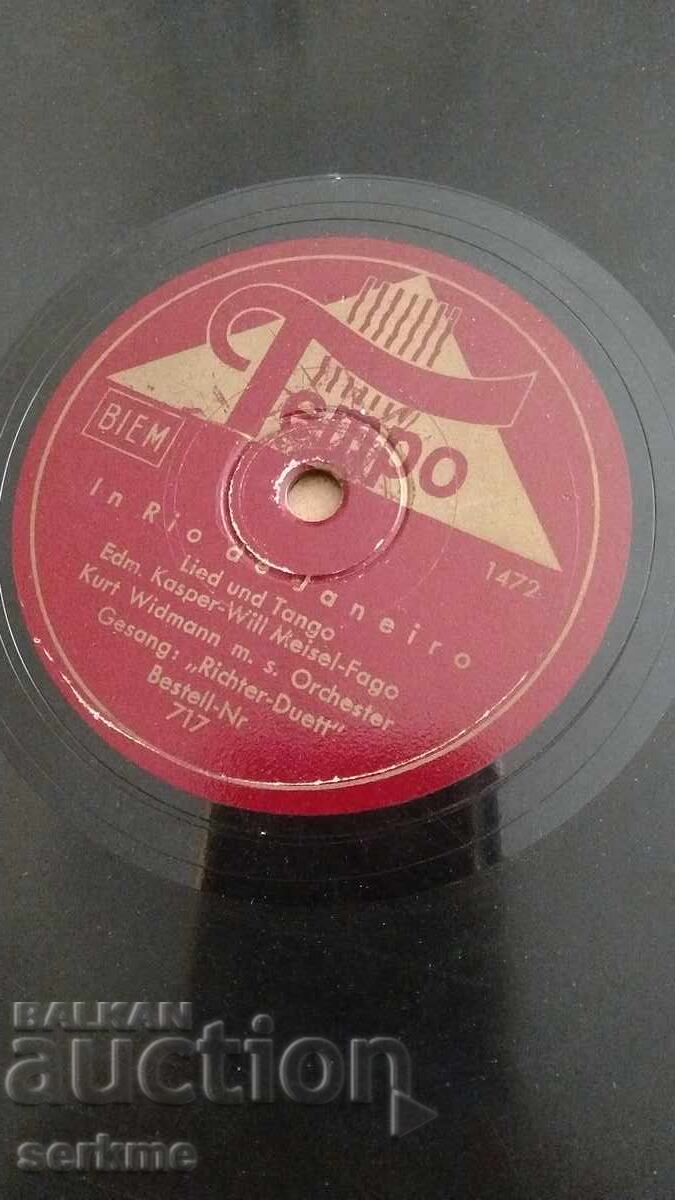 Tempo
BIEM
1472
In Rio de Janeiro
Lied und Tango
Edm. Kasper-Will Meisel-Fago
Kurt Widmann m. s. Orchester
Gesang: „Richter-Duett"
Bestell-Nr
717
BALKAN
auction
serkme